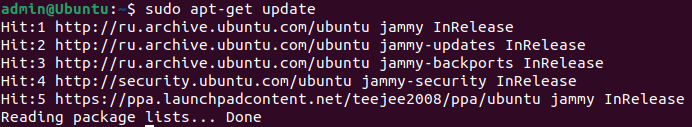 admin@Ubuntu:~$ sudo apt-get update
Hit:1 http://ru.archive.ubuntu.com/ubuntu jammy InRelease
Hit:2 http://ru.archive.ubuntu.com/ubuntu jammy-updates InRelease
Hit:3 http://ru.archive.ubuntu.com/ubuntu jammy-backports InRelease
Hit:4 http://security.ubuntu.com/ubuntu jammy-security InRelease
Hit:5 https://ppa.launchpadcontent.net/teejee2008/ppa/ubuntu jammy InRelease
Reading package lists... Done